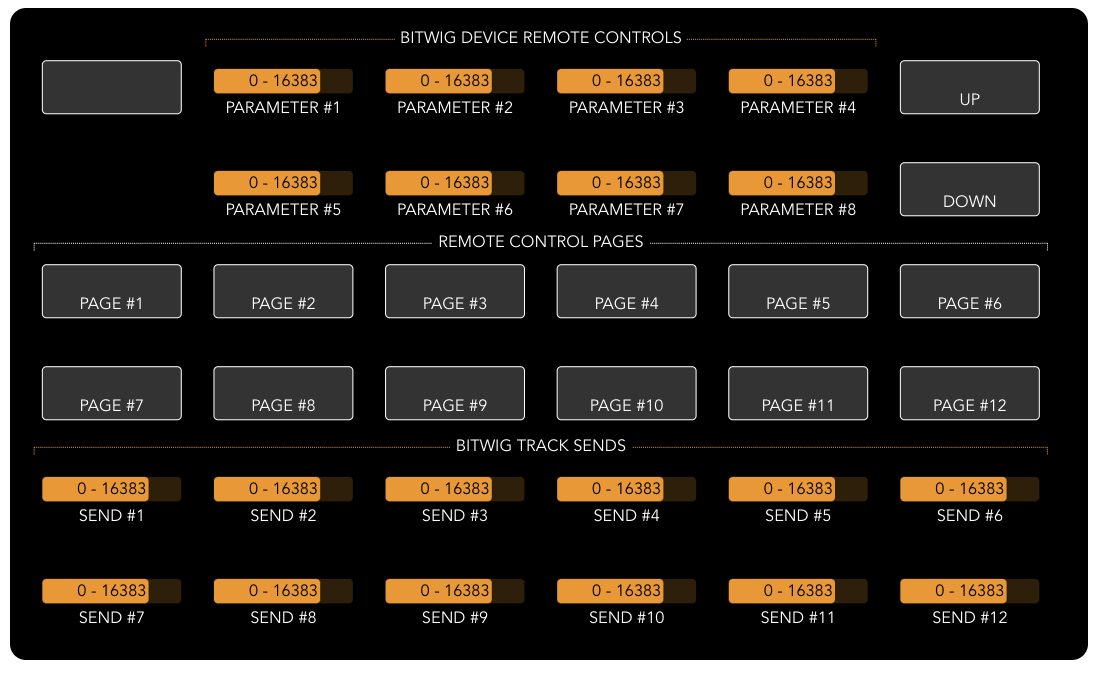 BITWIG DEVICE REMOTE CONTROLS
0 - 16383 0 - 16383 0 - 16383 0 - 16383
PARAMETER #1 PARAMETER #2 PARAMETER #3 PARAMETER #4 UP
0 - 16383 0 - 16383 0 - 16383 0 - 16383
PARAMETER #5 PARAMETER #6 PARAMETER #7 PARAMETER #8 DOWN
REMOTE CONTROL PAGES
PAGE #1 PAGE #2 PAGE #3 PAGE #4 PAGE #5 PAGE #6
PAGE #7 PAGE #8 PAGE #9 PAGE #10 PAGE #11 PAGE #12
BITWIG TRACK SENDS
0 - 16383 0 - 16383 0 - 16383 0 - 16383 0 - 16383 0 - 16383
SEND #1 SEND #2 SEND #3 SEND #4 SEND #5 SEND #6
0 - 16383 0 - 16383 0 - 16383 0 - 16383 0 - 16383 0 - 16383
SEND #7 SEND #8 SEND #9 SEND #10 SEND #11 SEND #12